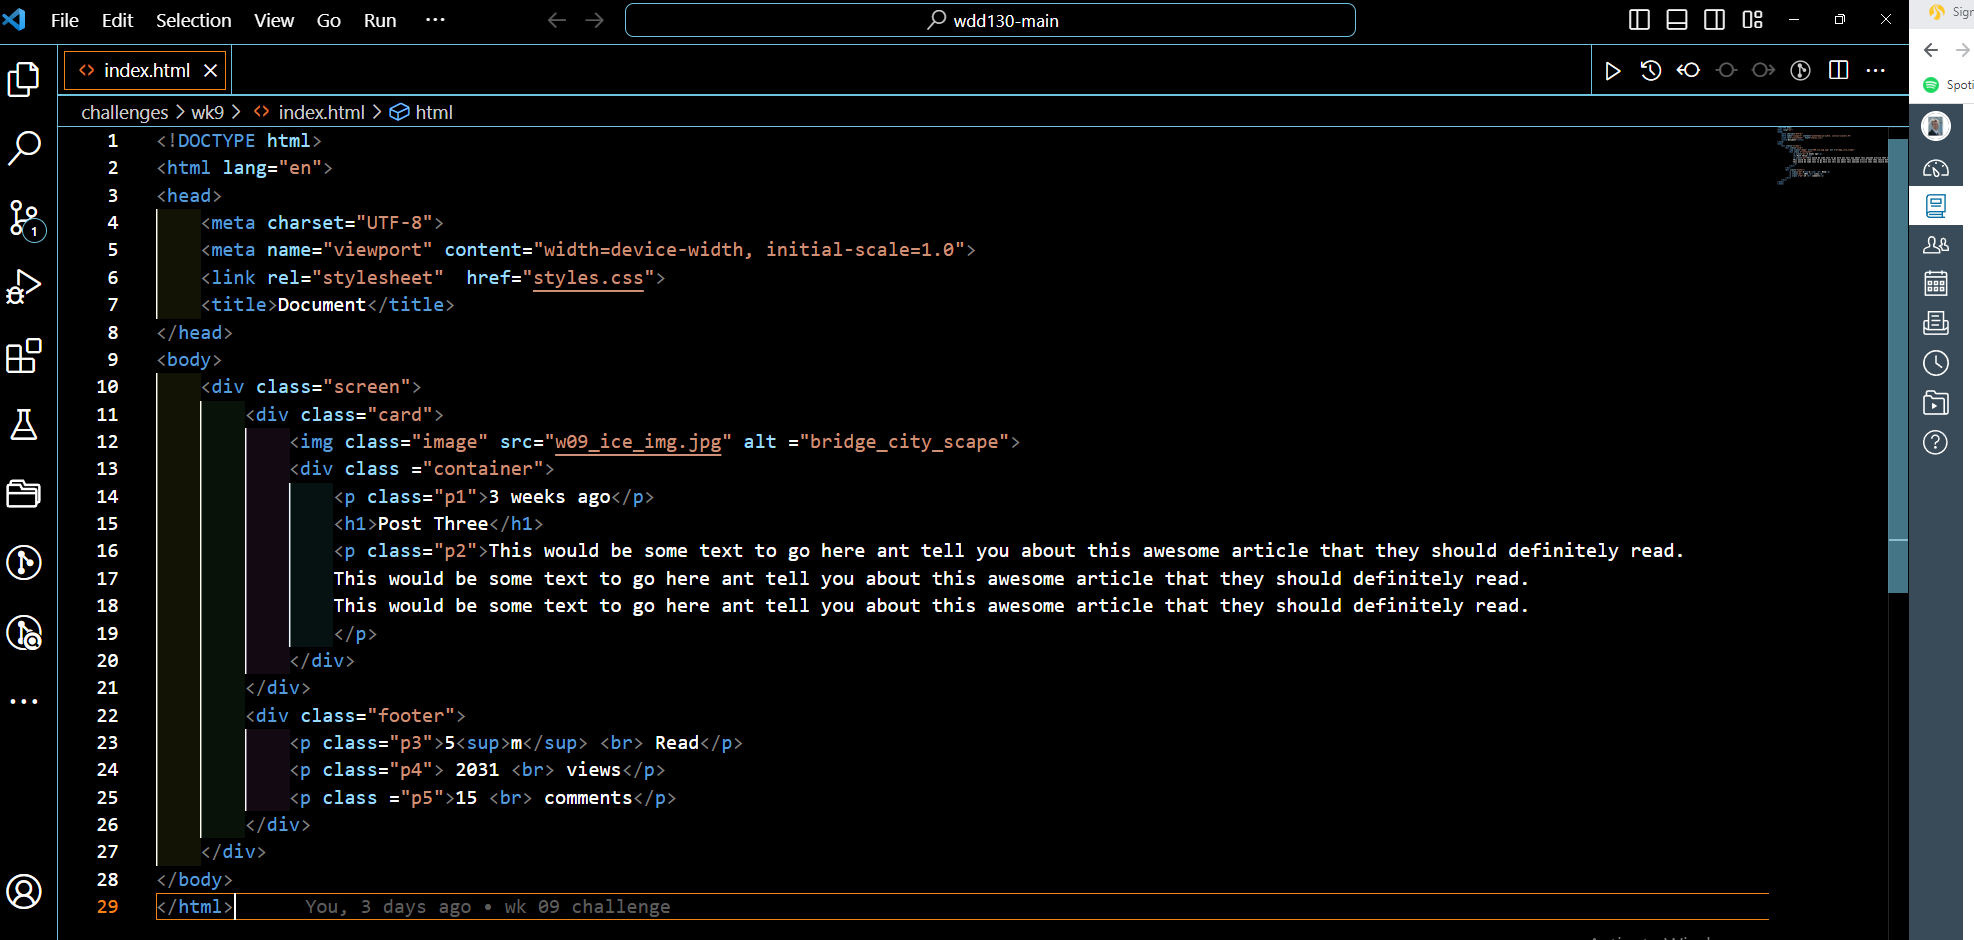 File Edit Selection View Go Run ···
wdd130-main
Sign
index.html
Spoti
challenges > wk9 > <> index.html > html
1 <!DOCTYPE html>
2 <html lang="en">
3 <head>
4 <meta charset="UTF-8">
5 <meta name="viewport" content="width=device-width, initial-scale=1.0">
6 <link rel="stylesheet"  href="styles.css">
7 <title>Document</title>
8 </head>
9 <body>
10 <div class="screen">
11 <div class="card">
12 <img class="image" src="w09_ice_img.jpg" alt ="bridge_city_scape">
13 <div class ="container">
14 <p class="p1">3 weeks ago</p>
15 <h1>Post Three</h1>
16 <p class="p2">This would be some text to go here ant tell you about this awesome article that they should definitely read.
17 This would be some text to go here ant tell you about this awesome article that they should definitely read.
18 This would be some text to go here ant tell you about this awesome article that they should definitely read.
19 </p>
20 </div>
21 </div>
22 <div class="footer">
23 <p class="p3">5<sup>m</sup> <br> Read</p>
24 <p class="p4"> 2031 <br> views</p>
25 <p class ="p5">15 <br> comments</p>
26 </div>
27 </div>
28 </body>
29 </html> You, 3 days ago • wk 09 challenge
1